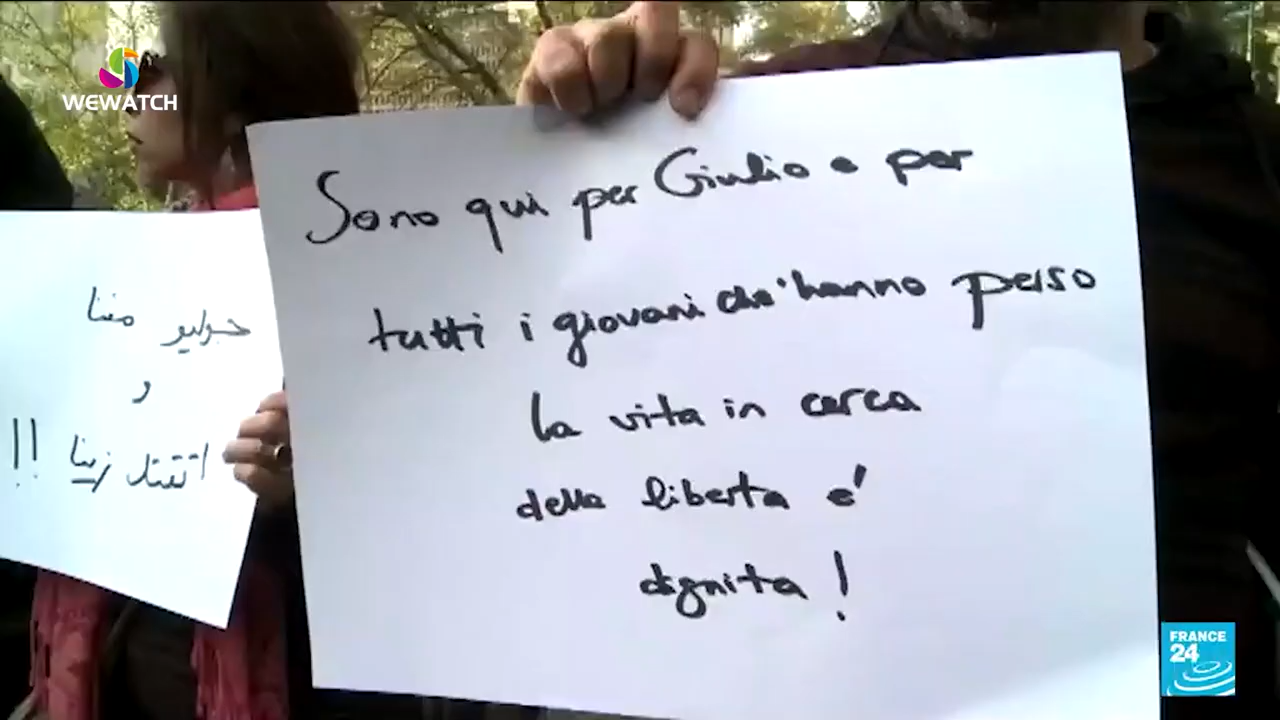 WEWATCH
Sono qui per Giulio e per
tutti i giovani che' hanno perso
la vita in cerca
della liberta e'
dignita !
جوليو مننا
و
اتقتل زينا !!
FRANCE
24